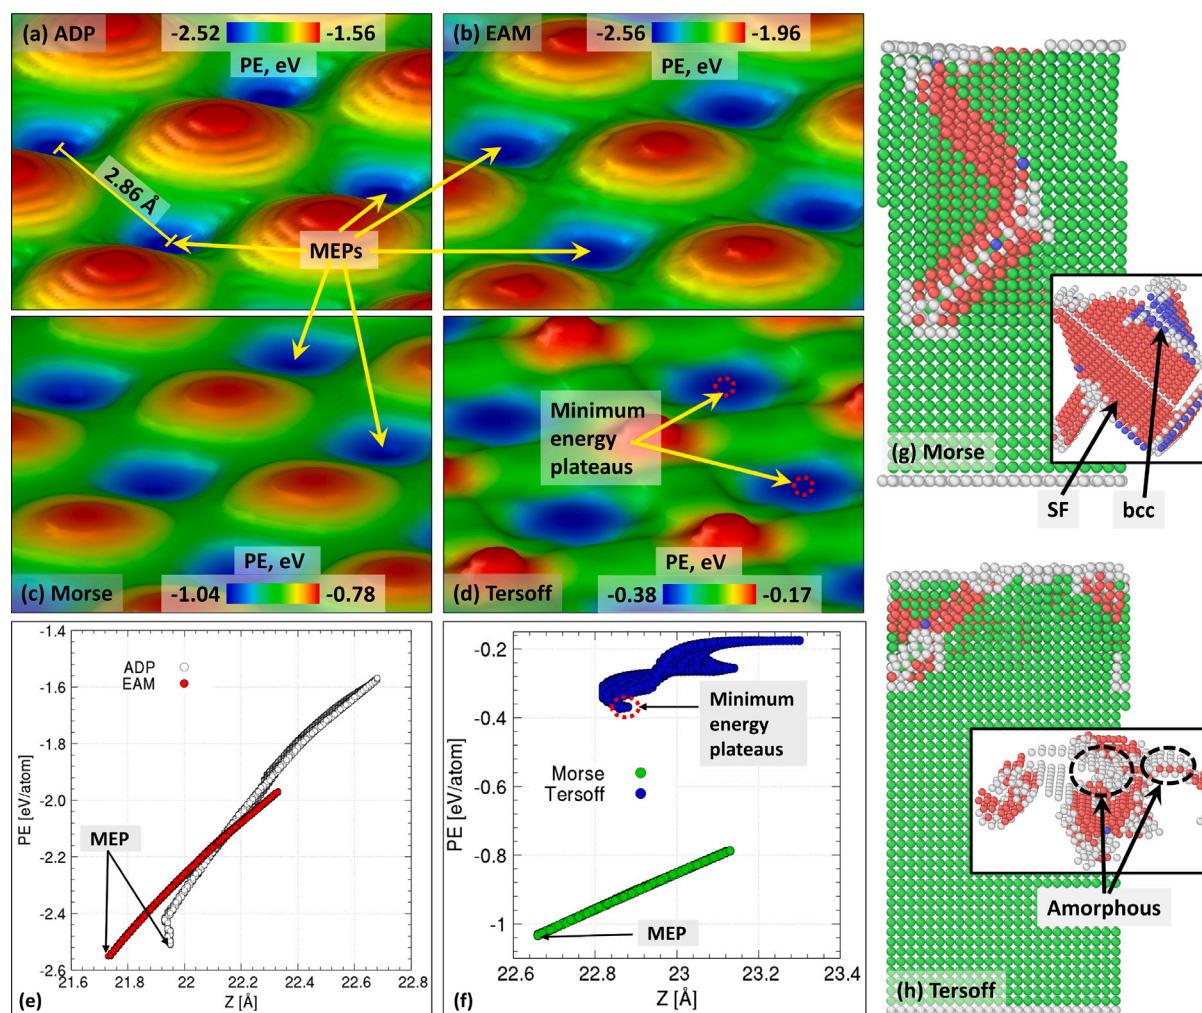 (a) ADP
-2.52 -1.56
PE, eV
2.86 Å
(b) EAM
-2.56 -1.96
PE, eV
MEPs
PE, eV
(c) Morse
-1.04 -0.78
Minimum
energy
plateaus
PE, eV
(d) Tersoff
-0.38 -0.17
(g) Morse
SF
bcc
-1.4
-1.6
-1.8
-2.0
-2.2
-2.4
-2.6
PE [eV/atom]
ADP
EAM
MEP
21.6 21.8 22 22.2 22.4 22.6 22.8
(e)
Z [Å]
-0.2
-0.4
-0.6
-0.8
-1
PE [eV/atom]
Minimum
energy
plateaus
Morse
Tersoff
MEP
22.6 22.8 23 23.2 23.4
(f)
Z [Å]
Amorphous
(h) Tersoff